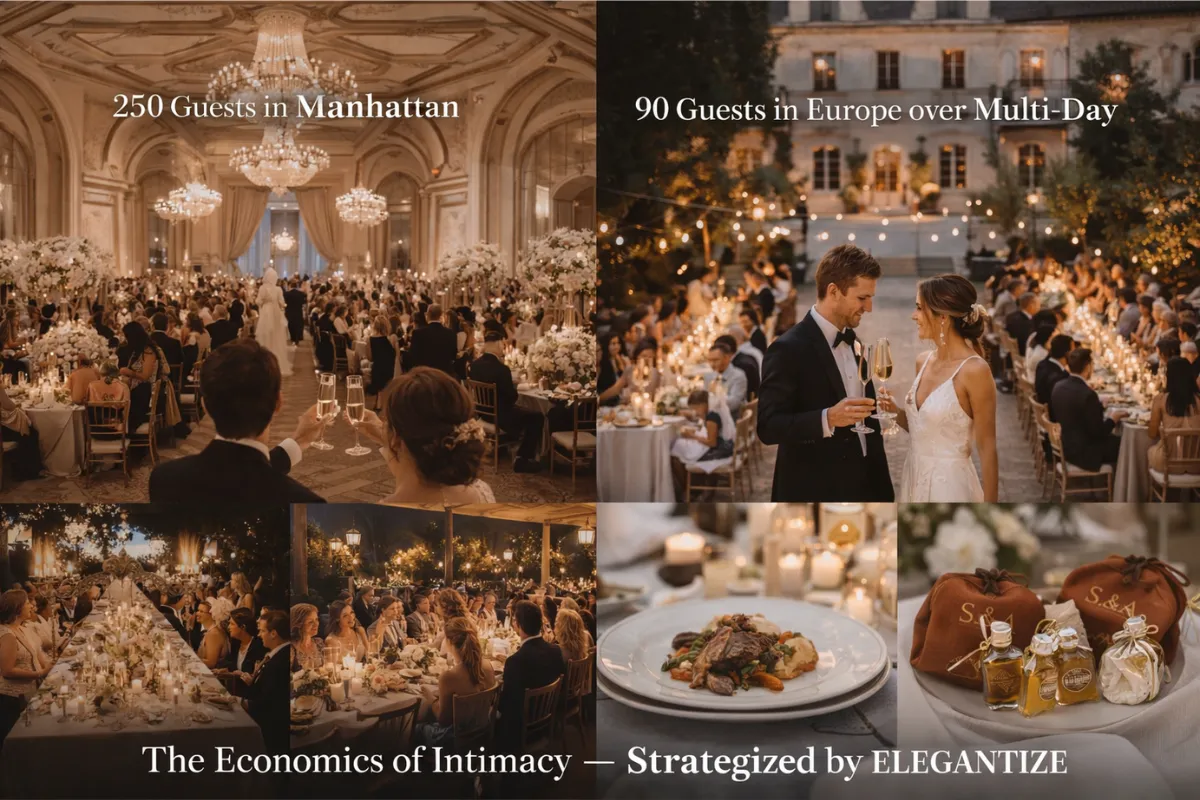 250 Guests in Manhattan
90 Guests in Europe over Multi-Day
S.&A.
S.&A.
The Economics of Intimacy — Strategized by ELEGANTIZE